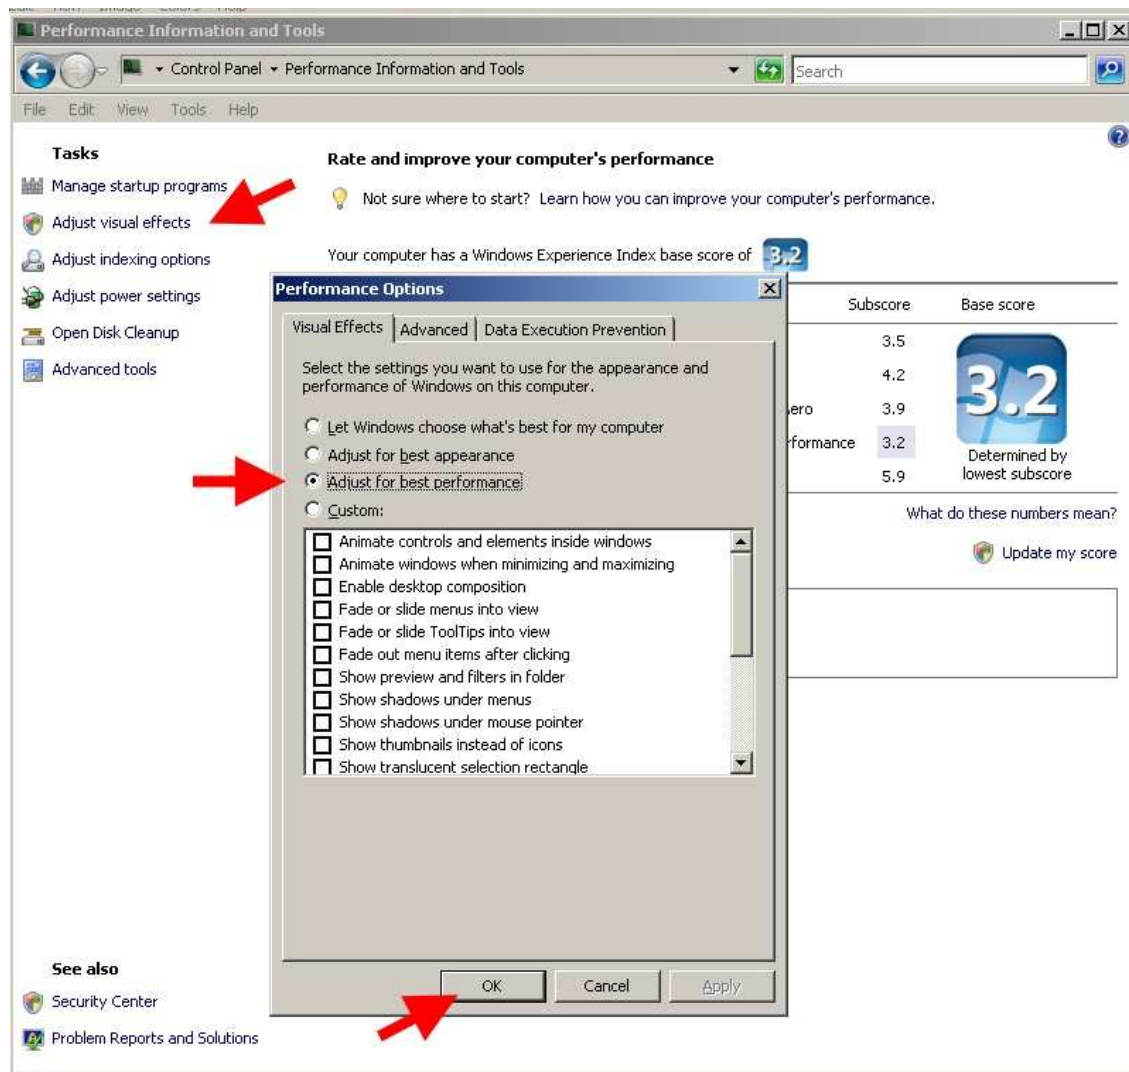 Performance Information and Tools
Control Panel Performance Information and Tools
Search
File Edit View Tools Help
Tasks
Manage startup programs
Adjust visual effects
Adjust indexing options
Adjust power settings
Open Disk Cleanup
Advanced tools
Rate and improve your computer's performance
Not sure where to start? Learn how you can improve your computer's performance.
Your computer has a Windows Experience Index base score of 3.2
Subscore Base score
3.5
4.2
3.9
3.2
5.9
3.2
Determined by
lowest subscore
What do these numbers mean?
Update my score
Performance Options
Visual Effects Advanced Data Execution Prevention
Select the settings you want to use for the appearance and
performance of Windows on this computer.
Let Windows choose what's best for my computer
Adjust for best appearance
Adjust for best performance
Custom:
Animate controls and elements inside windows
Animate windows when minimizing and maximizing
Enable desktop composition
Fade or slide menus into view
Fade or slide ToolTips into view
Fade out menu items after clicking
Show preview and filters in folder
Show shadows under menus
Show shadows under mouse pointer
Show thumbnails instead of icons
Show translucent selection rectangle
OK Cancel Apply
See also
Security Center
Problem Reports and Solutions